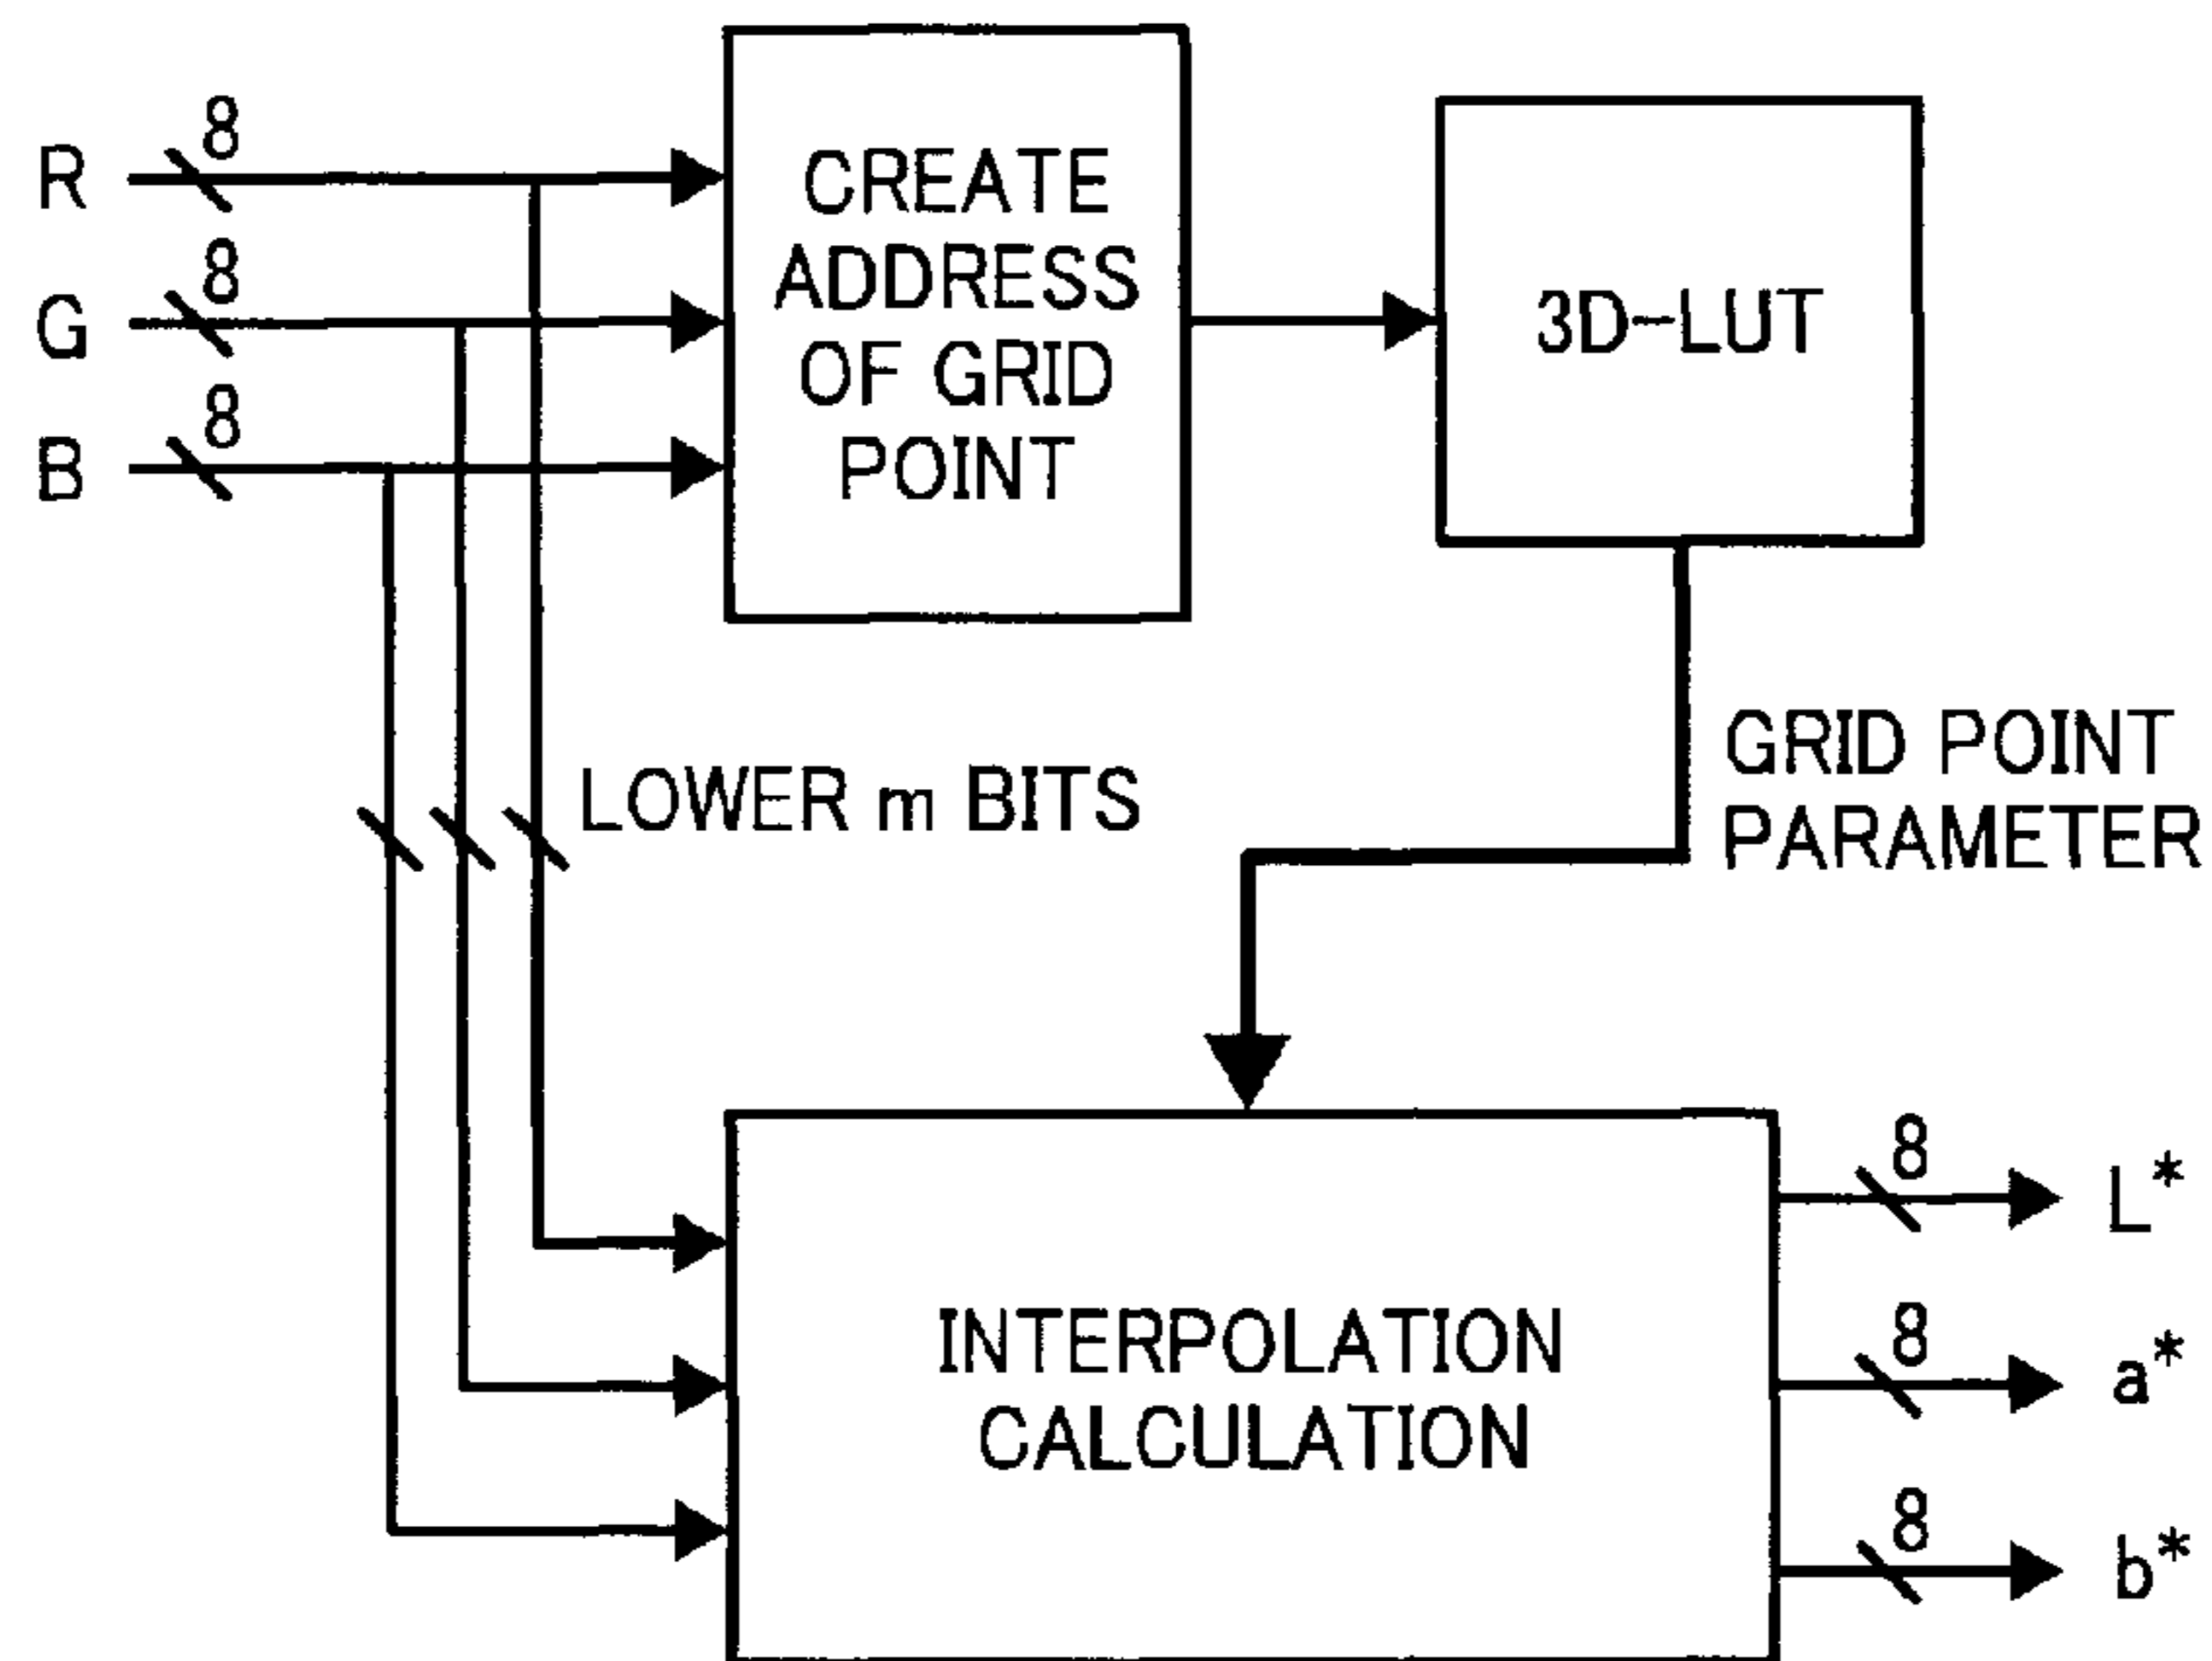 R
8
G
8
B
8
CREATE
ADDRESS
OF GRID
POINT
3D-LUT
LOWER m BITS
GRID POINT
PARAMETER
INTERPOLATION
CALCULATION
8
L*
8
a*
8
b*